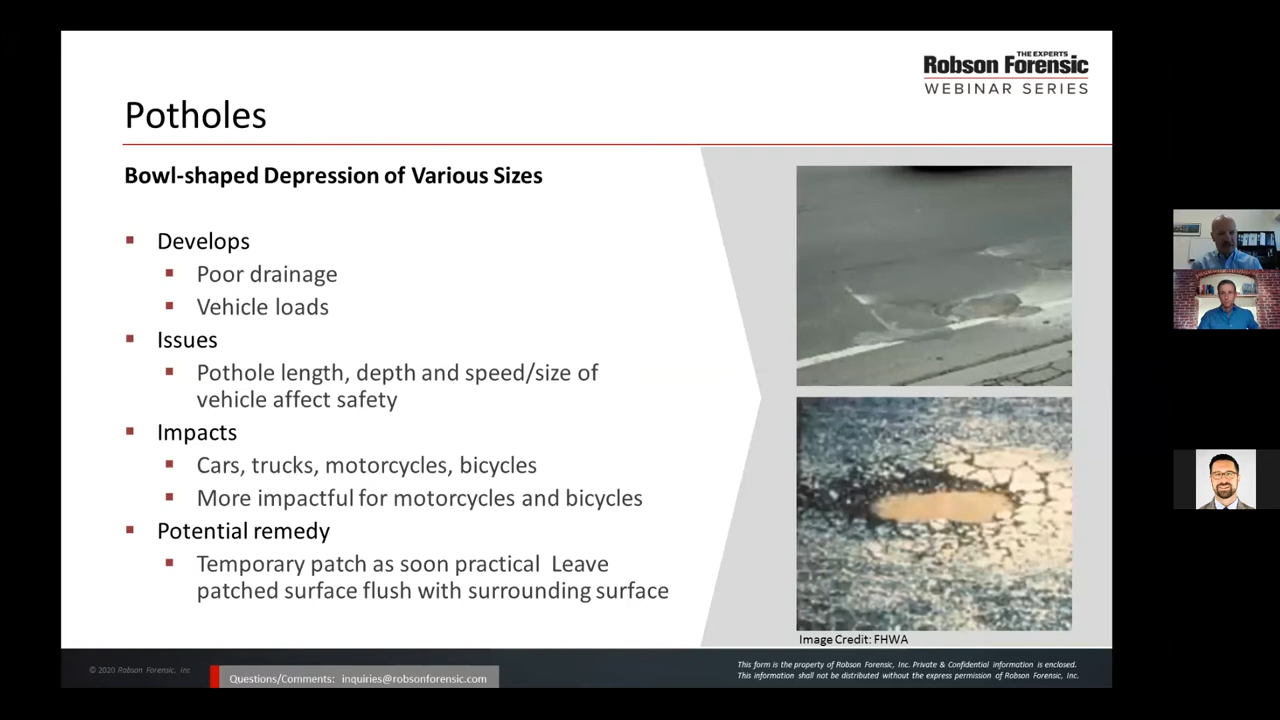 THE EXPERTS
Robson Forensic
WEBINAR SERIES
Potholes
Bowl-shaped Depression of Various Sizes
Develops
Poor drainage
Vehicle loads
Issues
Pothole length, depth and speed/size of
vehicle affect safety
Impacts
Cars, trucks, motorcycles, bicycles
More impactful for motorcycles and bicycles
Potential remedy
Temporary patch as soon practical  Leave
patched surface flush with surrounding surface
Image Credit: FHWA
© 2020 Robson Forensic. Inc
Questions/Comments: inquiries@robsonforensic.com
This form is the property of Robson Forensic, Inc. Private & Confidential information is enclosed.
This information shall not be distributed without the express permission of Robson Forensic, Inc.